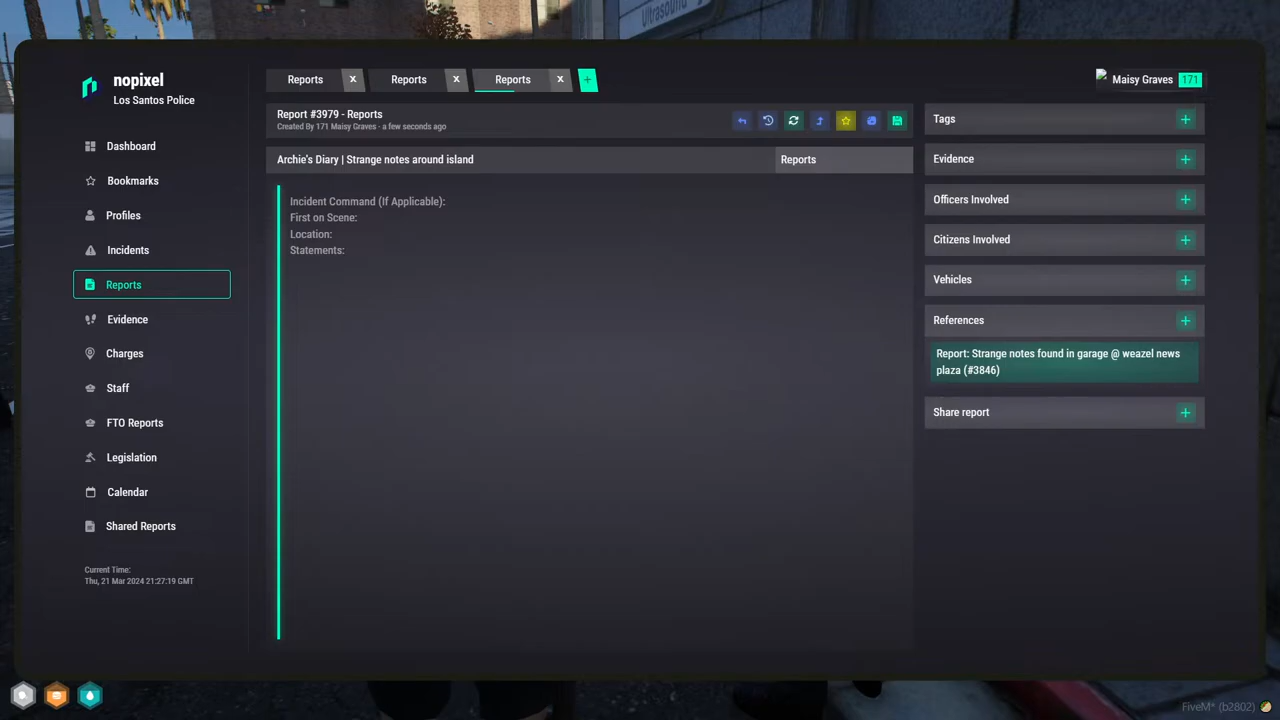 Ultrasound
nopixel
Los Santos Police
Dashboard
Bookmarks
Profiles
Incidents
Reports
Evidence
Charges
Staff
FTO Reports
Legislation
Calendar
Shared Reports
Current Time:
Thu, 21 Mar 2024 21:27:19 GMT
Reports x
Reports x
Reports x
+
Report #3979 - Reports
Created By 171 Maisy Graves - a few seconds ago
Archie's Diary | Strange notes around island
Reports
Incident Command (If Applicable):
First on Scene:
Location:
Statements:
Maisy Graves 171
Tags +
Evidence +
Officers Involved +
Citizens Involved +
Vehicles +
References +
Report: Strange notes found in garage @ weazel news
plaza (#3846)
Share report +
FiveM* (b2802)